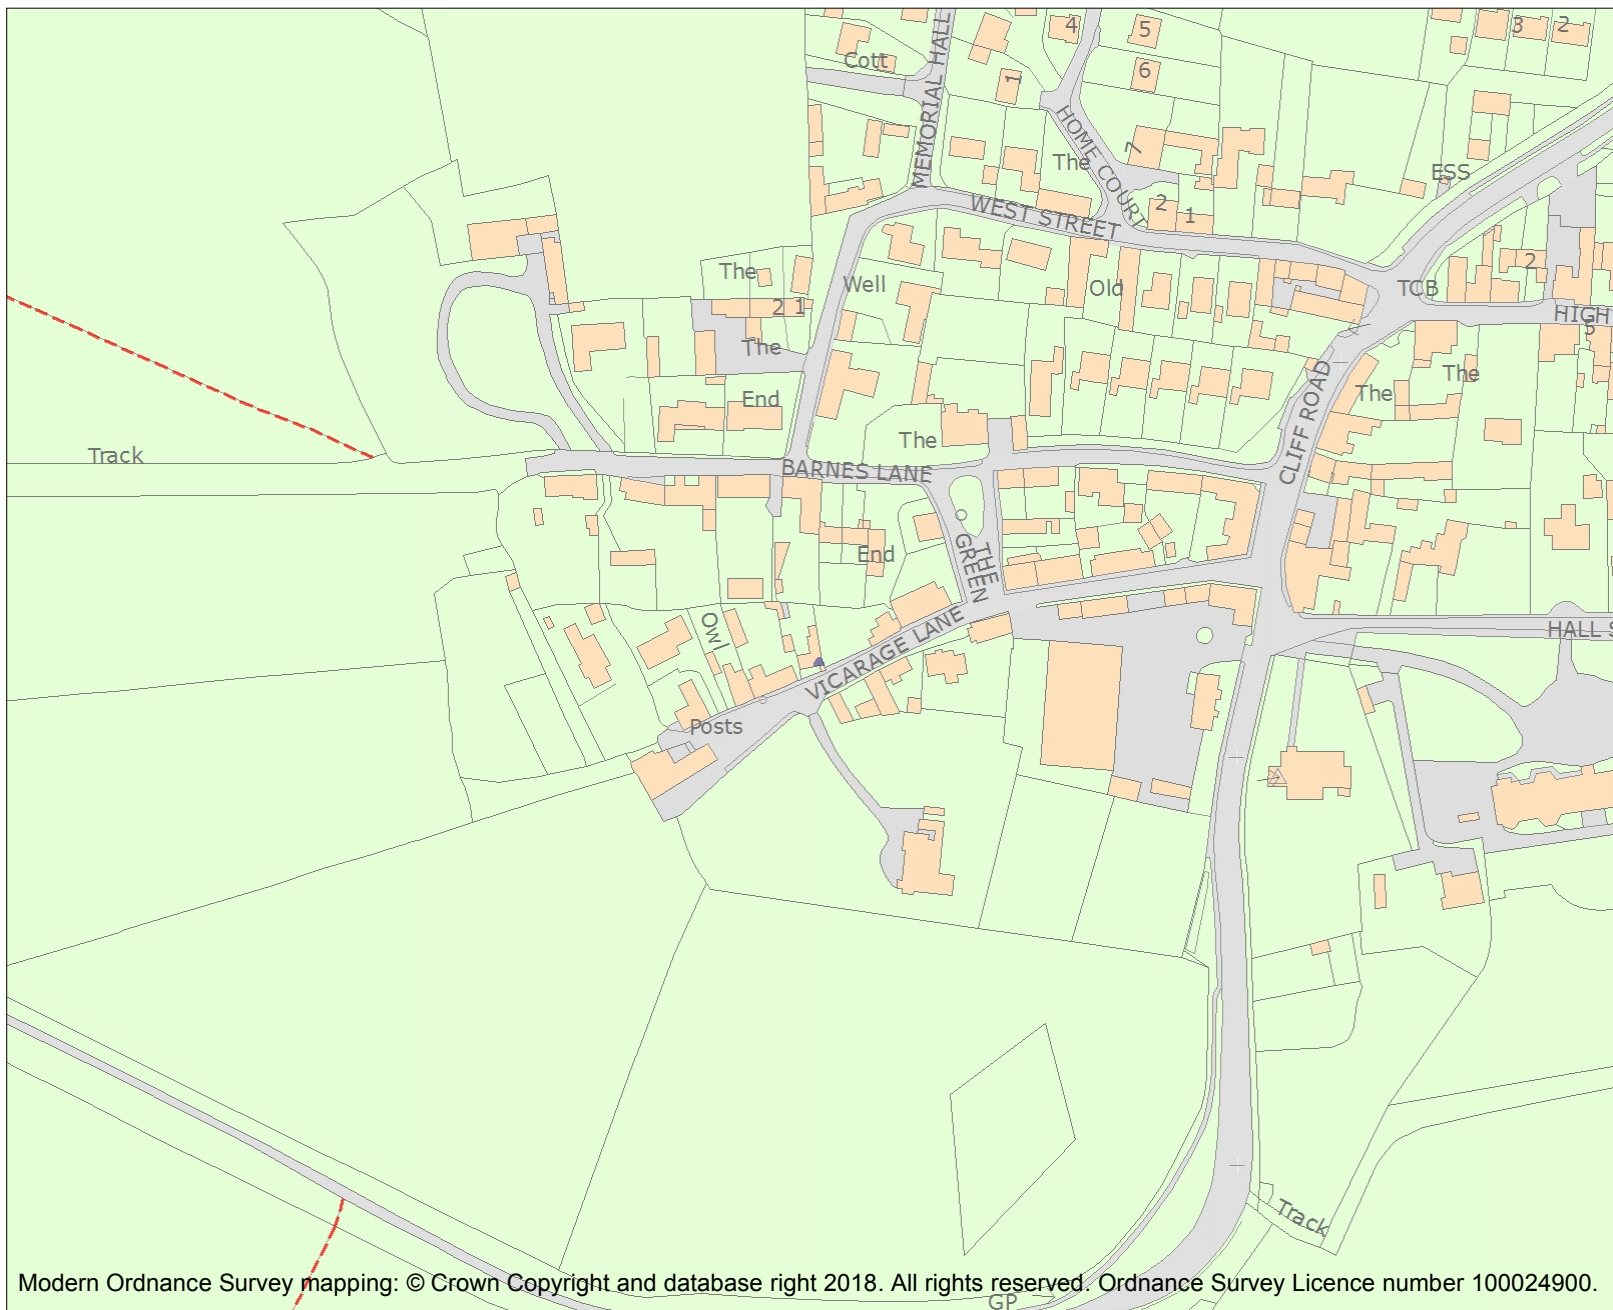 4
5
3
2
Cott
MEMORIAL HALL
1
6
HOME COURT
7
The
ESS
2
1
WEST STREET
The
Well
Old
TCB
2
2 1
HIGH
5
The
CLIFF ROAD
The
The
End
The
Track
BARNES LANE
End
THE
GREEN
Owl
VICARAGE LANE
HALL S
Posts
Track
Modern Ordnance Survey mapping: © Crown Copyright and database right 2018. All rights reserved. Ordnance Survey Licence number 100024900.
GP